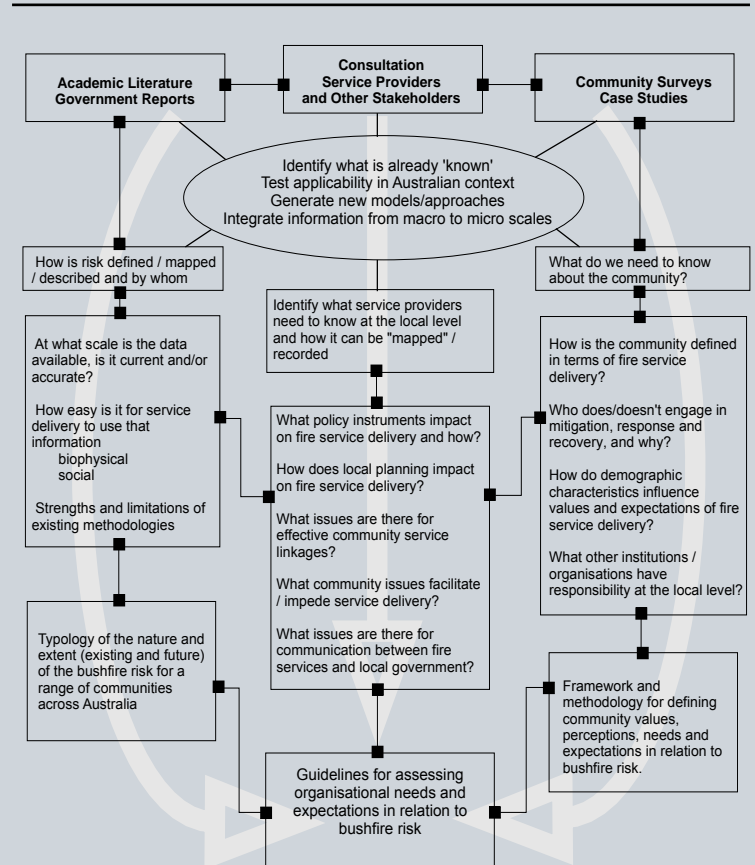 Academic Literature
Government Reports
Consultation
Service Providers
and Other Stakeholders
Community Surveys
Case Studies
Identify what is already 'known'
Test applicability in Australian context
Generate new models/approaches
Integrate information from macro to micro scales
How is risk defined / mapped
/ described and by whom
Identify what service providers
need to know at the local level
and how it can be "mapped" /
recorded
What do we need to know
about the community?
At what scale is the data
available, is it current and/or
accurate?
How easy is it for service
delivery to use that
information
biophysical
social
Strengths and limitations of
existing methodologies
What policy instruments impact
on fire service delivery and how?
How does local planning impact
on fire service delivery?
What issues are there for
effective community service
linkages?
What community issues facilitate
/ impede service delivery?
What issues are there for
communication between fire
services and local government?
How is the community defined
in terms of fire service
delivery?
Who does/doesn't engage in
mitigation, response and
recovery, and why?
How do demographic
characteristics influence
values and expectations of fire
service delivery?
What other institutions /
organisations have
responsibility at the local level?
Typology of the nature and
extent (existing and future)
of the bushfire risk for a
range of communities
across Australia
Guidelines for assessing
organisational needs and
expectations in relation to
bushfire risk
Framework and
methodology for defining
community values,
perceptions, needs and
expectations in relation to
bushfire risk.